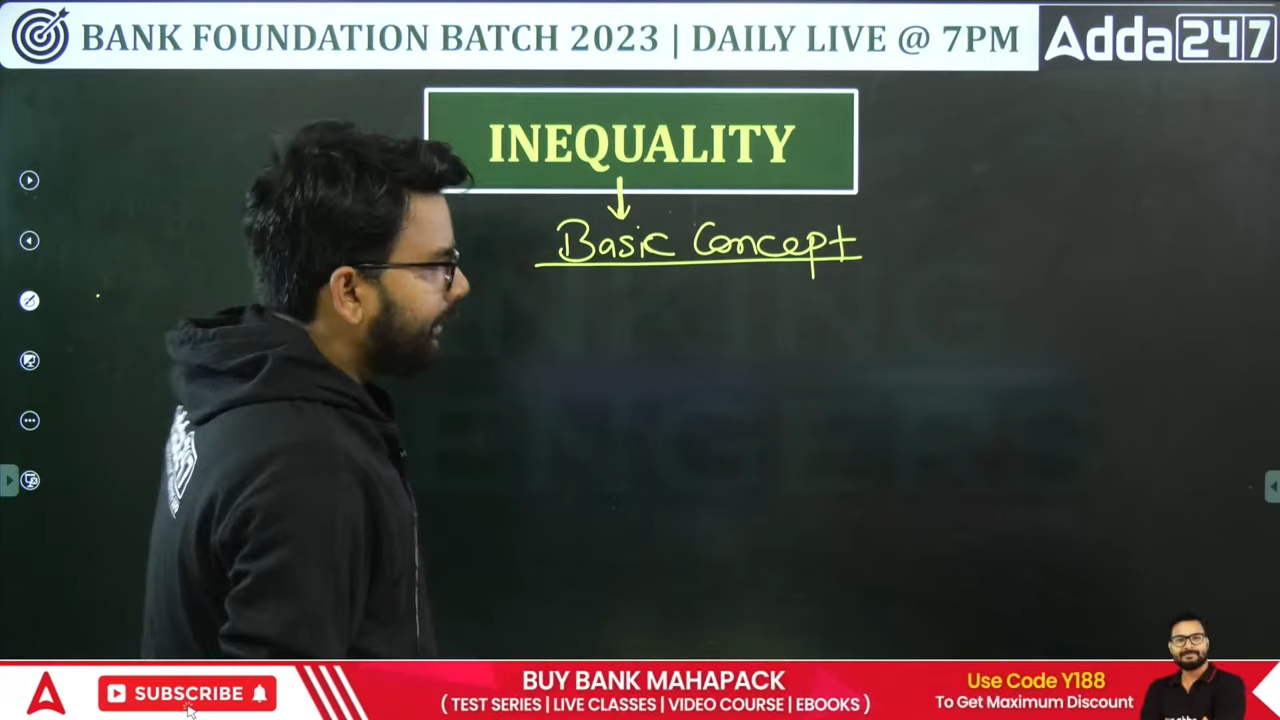 BANK FOUNDATION BATCH 2023 | DAILY LIVE @ 7PM
Adda247
INEQUALITY
Basic Concept
SUBSCRIBE
BUY BANK MAHAPACK
( TEST SERIES | LIVE CLASSES | VIDEO COURSE | EBOOKS )
Use Code Y188
To Get Maximum Discount